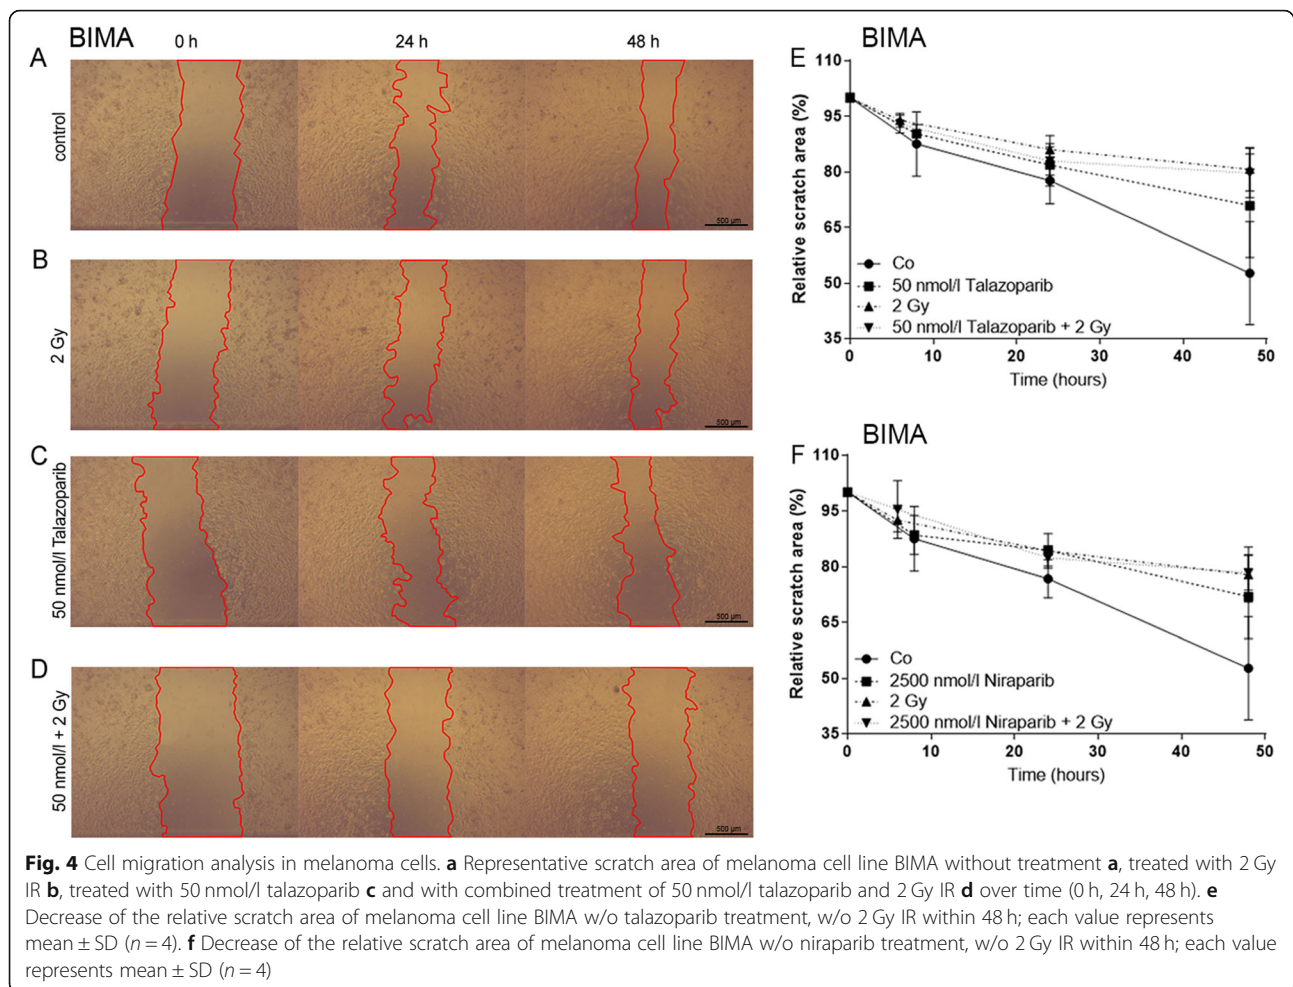 BIMA
0 h 24 h 48 h
A
control
500 µm
B
2 Gy
500 µm
C
50 nmol/l Talazoparib
500 µm
D
50 nmol/l + 2 Gy
500 µm
E
BIMA
110
95
80
65
50
35
Relative scratch area (%)
Co
50 nmol/l Talazoparib
2 Gy
50 nmol/l Talazoparib + 2 Gy
0 10 20 30 40 50
Time (hours)
F
BIMA
110
95
80
65
50
35
Relative scratch area (%)
Co
2500 nmol/l Niraparib
2 Gy
2500 nmol/l Niraparib + 2 Gy
0 10 20 30 40 50
Time (hours)
Fig. 4 Cell migration analysis in melanoma cells. a Representative scratch area of melanoma cell line BIMA without treatment a, treated with 2 Gy
IR b, treated with 50 nmol/l talazoparib c and with combined treatment of 50 nmol/l talazoparib and 2 Gy IR d over time (0 h, 24 h, 48 h). e
Decrease of the relative scratch area of melanoma cell line BIMA w/o talazoparib treatment, w/o 2 Gy IR within 48 h; each value represents
mean ± SD (n = 4). f Decrease of the relative scratch area of melanoma cell line BIMA w/o niraparib treatment, w/o 2 Gy IR within 48 h; each value
represents mean ± SD (n = 4)